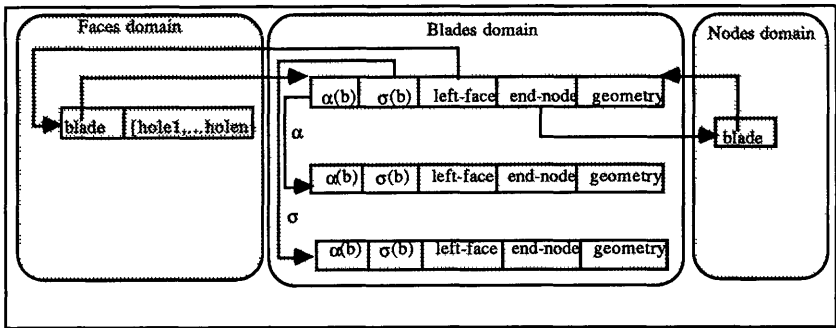 Faces domain
Blades domain
Nodes domain
α(b) σ(b) left-face end-node geometry
blade {hole1,...holen}
blade
α
α(b) σ(b) left-face end-node geometry
σ
α(b) σ(b) left-face end-node geometry